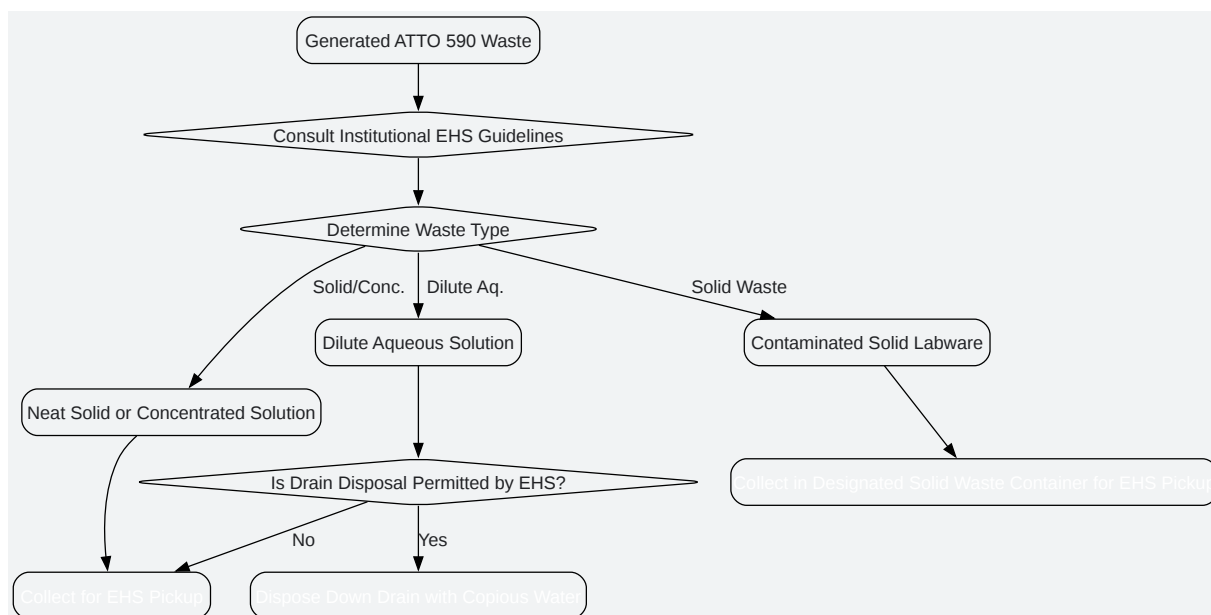 Generated ATTO 590 Waste
Consult Institutional EHS Guidelines
Determine Waste Type
Solid/Conc.
Dilute Aq.
Solid Waste
Dilute Aqueous Solution
Contaminated Solid Labware
Neat Solid or Concentrated Solution
Is Drain Disposal Permitted by EHS?
Collect in Designated Solid Waste Container for EHS Pickup
No
Yes
Collect for EHS Pickup
Dispose Down Drain with Copious Water